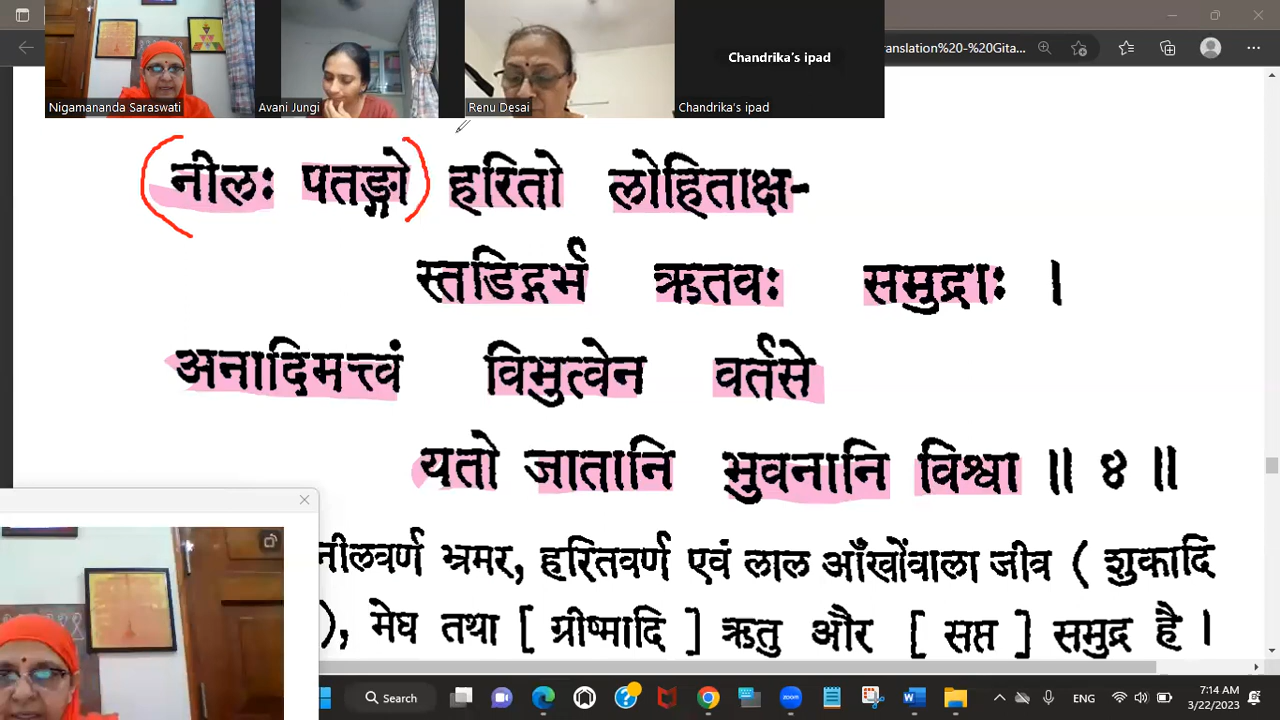 Nigamananda Saraswati
Avani Jungi
Renu Desai
Chandrika's ipad
Chandrika's ipad
ranslation%20-%20Gita...
नीलः पतङ्गो हरितो लोहिताक्ष-
स्तडिद्गर्भ ऋतवः समुद्राः ।
अनादिमत्त्वं विभुत्वेन वर्तसे
यतो जातानि भुवनानि विश्वा ॥ ४ ॥
नीलवर्ण भ्रमर, हरितवर्ण एवं लाल आँखोंवाला जीव ( शुकादि
), मेघ तथा [ ग्रीष्मादि ] ऋतु और [ सप्त ] समुद्र है ।
Search
ENG
7:14 AM
3/22/2023